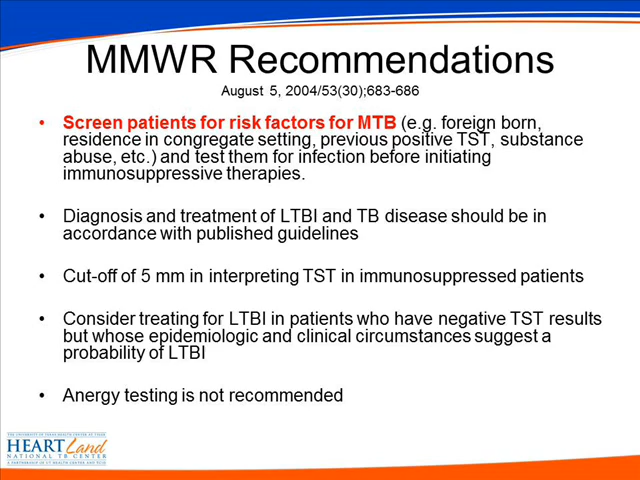 MMWR Recommendations
August 5, 2004/53(30);683-686
• Screen patients for risk factors for MTB (e.g. foreign born,
residence in congregate setting, previous positive TST, substance
abuse, etc.) and test them for infection before initiating
immunosuppressive therapies.
• Diagnosis and treatment of LTBI and TB disease should be in
accordance with published guidelines
• Cut-off of 5 mm in interpreting TST in immunosuppressed patients
• Consider treating for LTBI in patients who have negative TST results
but whose epidemiologic and clinical circumstances suggest a
probability of LTBI
• Anergy testing is not recommended
HEARTLand
NATIONAL TB CENTER